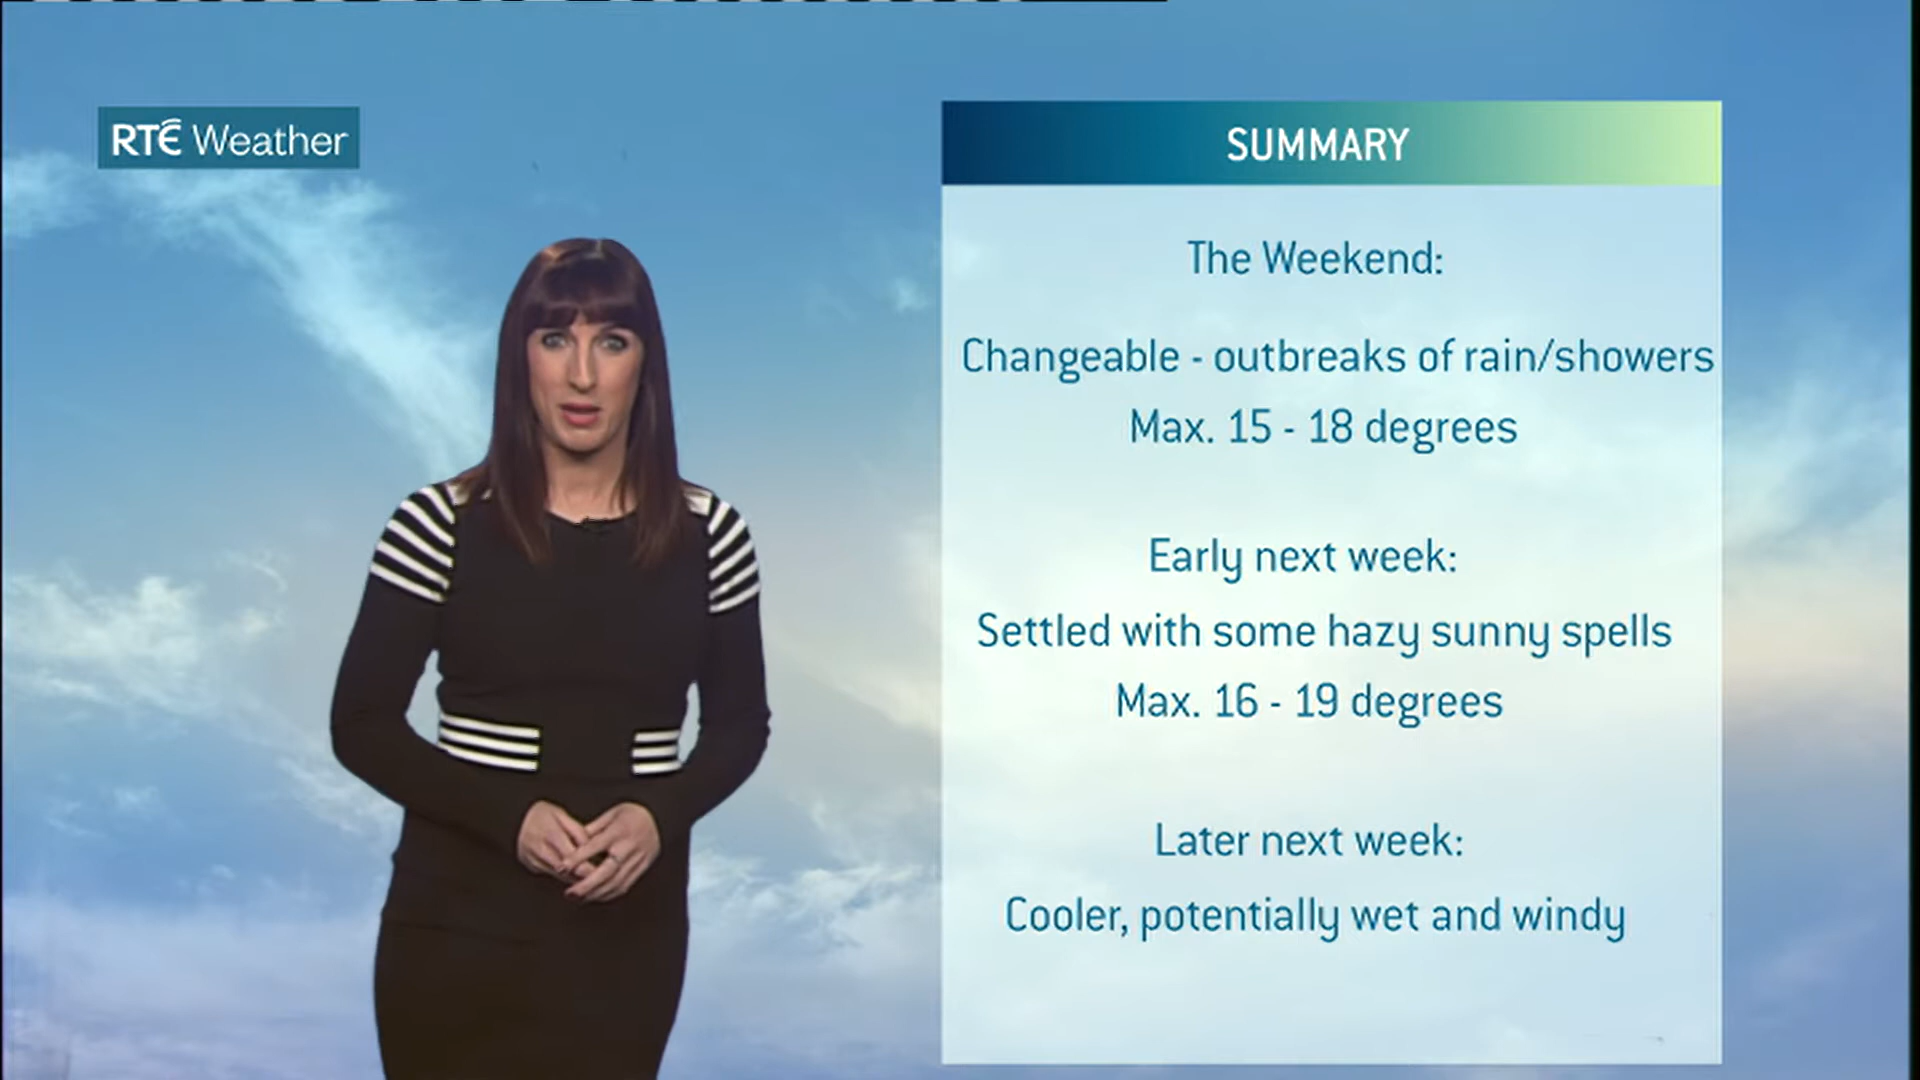 RTÉ Weather
SUMMARY
The Weekend:
Changeable - outbreaks of rain/showers
Max. 15 - 18 degrees
Early next week:
Settled with some hazy sunny spells
Max. 16 - 19 degrees
Later next week:
Cooler, potentially wet and windy